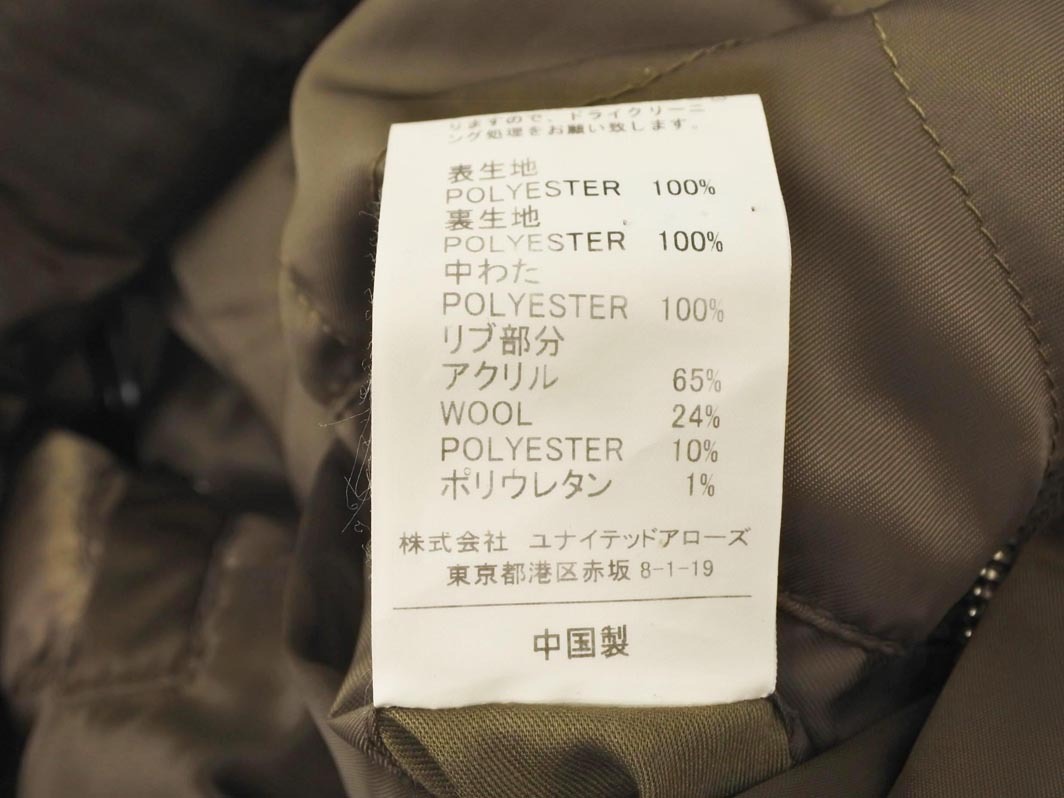 りますので、ドライクリーニ
ング処理をお願い致します。
表生地
POLYESTER 100%
裏生地
POLYESTER 100%
中わた
POLYESTER 100%
リブ部分
アクリル 65%
WOOL 24%
POLYESTER 10%
ポリウレタン 1%
株式会社 ユナイテッドアローズ
東京都港区赤坂 8-1-19
中国製